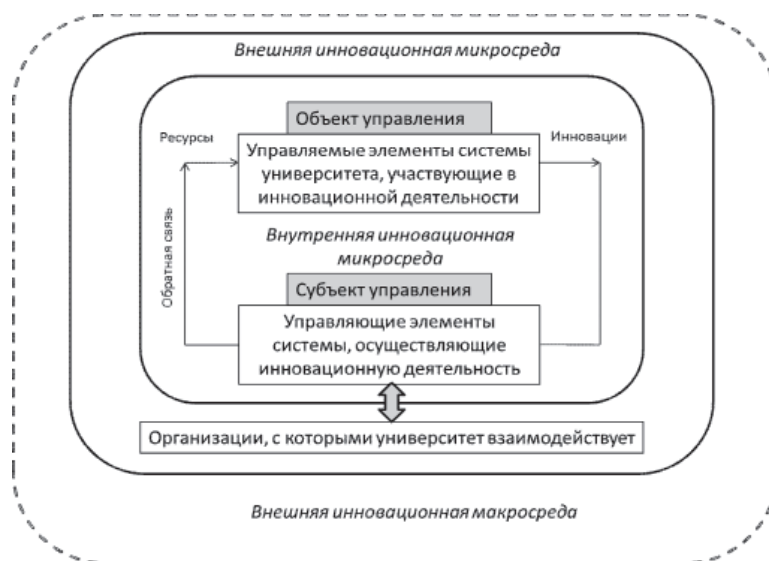 Внешняя инновационная микросреда
Объект управления
Ресурсы
Инновации
Управляемые элементы системы
университета, участвующие в
инновационной деятельности
Обратная связь
Внутренняя инновационная
микросреда
Субъект управления
Управляющие элементы
системы, осуществляющие
инновационную деятельность
Организации, с которыми университет взаимодействует
Внешняя инновационная макросреда